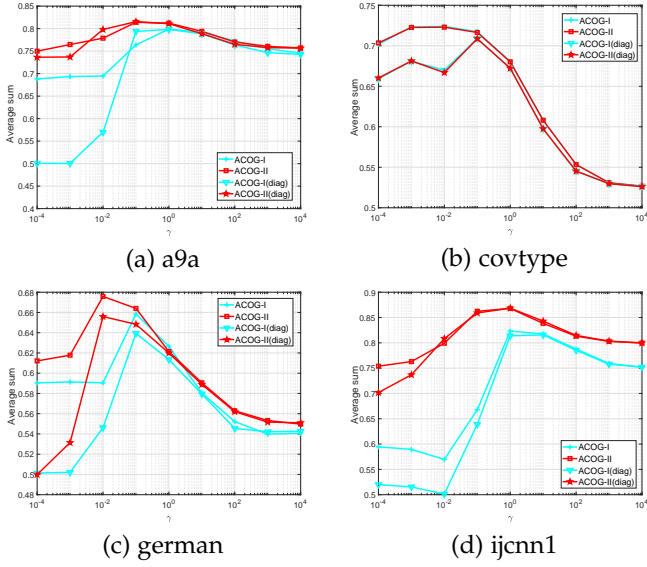 0.85
0.8
0.75
0.7
0.65
0.6
0.55
0.5
0.45
0.4
Average sum
ACOG-I
ACOG-II
ACOG-I(diag)
ACOG-II(diag)
10^-4 10^-2 10^0 10^2 10^4
γ
(a) a9a
0.75
0.7
0.65
0.6
0.55
0.5
Average sum
ACOG-I
ACOG-II
ACOG-I(diag)
ACOG-II(diag)
10^-4 10^-2 10^0 10^2 10^4
γ
(b) covtype
0.68
0.66
0.64
0.62
0.6
0.58
0.56
0.54
0.52
0.5
0.48
Average sum
ACOG-I
ACOG-II
ACOG-I(diag)
ACOG-II(diag)
10^-4 10^-2 10^0 10^2 10^4
γ
(c) german
0.9
0.85
0.8
0.75
0.7
0.65
0.6
0.55
0.5
Average sum
ACOG-I
ACOG-II
ACOG-I(diag)
ACOG-II(diag)
10^-4 10^-2 10^0 10^2 10^4
γ
(d) ijcnn1